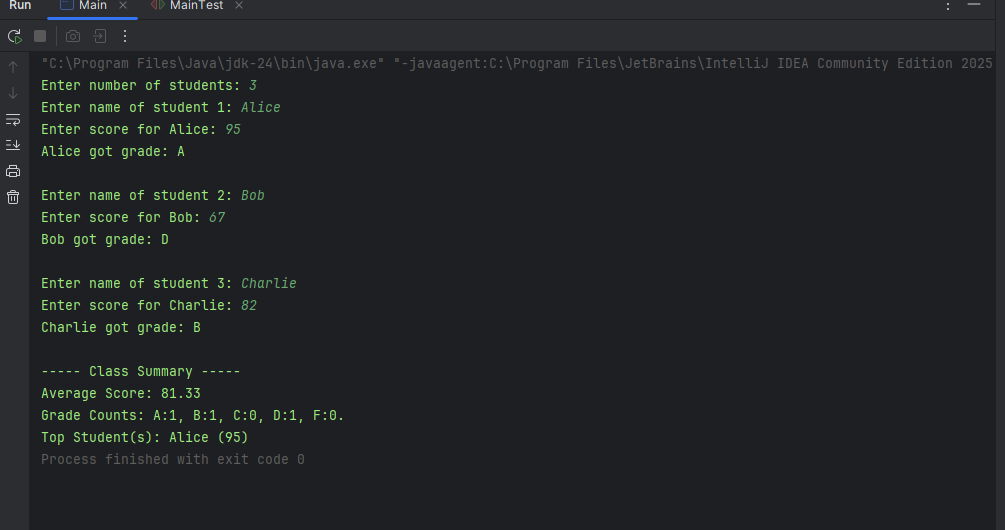 Run Main MainTest
"C:\Program Files\Java\jdk-24\bin\java.exe" "-javaagent:C:\Program Files\JetBrains\IntelliJ IDEA Community Edition 2025
Enter number of students: 3
Enter name of student 1: Alice
Enter score for Alice: 95
Alice got grade: A
Enter name of student 2: Bob
Enter score for Bob: 67
Bob got grade: D
Enter name of student 3: Charlie
Enter score for Charlie: 82
Charlie got grade: B
----- Class Summary -----
Average Score: 81.33
Grade Counts: A:1, B:1, C:0, D:1, F:0.
Top Student(s): Alice (95)
Process finished with exit code 0